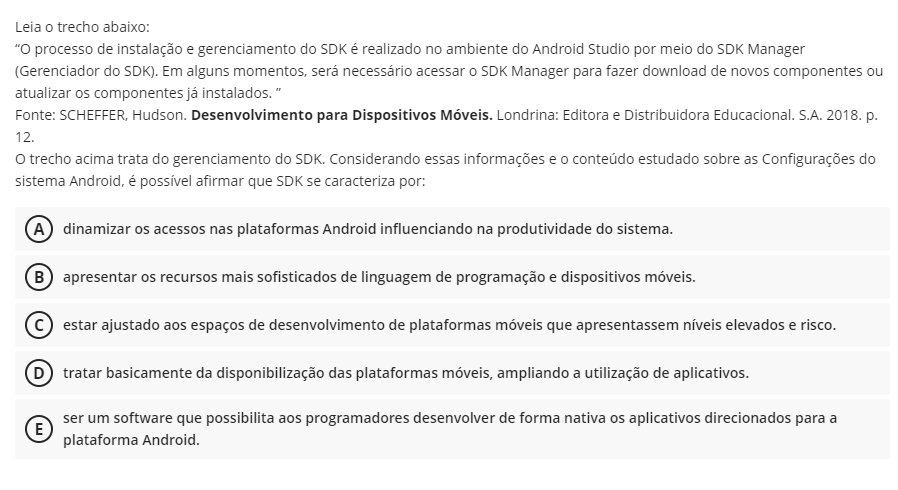 Leia o trecho abaixo:
“O processo de instalação e gerenciamento do SDK é realizado no ambiente do Android Studio por meio do SDK Manager
(Gerenciador do SDK). Em alguns momentos, será necessário acessar o SDK Manager para fazer download de novos componentes ou
atualizar os componentes já instalados. ”
Fonte: SCHEFFER, Hudson. Desenvolvimento para Dispositivos Móveis. Londrina: Editora e Distribuidora Educacional. S.A. 2018. p.
12.
O trecho acima trata do gerenciamento do SDK. Considerando essas informações e o conteúdo estudado sobre as Configurações do
sistema Android, é possível afirmar que SDK se caracteriza por:
A dinamizar os acessos nas plataformas Android influenciando na produtividade do sistema.
B apresentar os recursos mais sofisticados de linguagem de programação e dispositivos móveis.
C estar ajustado aos espaços de desenvolvimento de plataformas móveis que apresentassem níveis elevados e risco.
D tratar basicamente da disponibilização das plataformas móveis, ampliando a utilização de aplicativos.
E ser um software que possibilita aos programadores desenvolver de forma nativa os aplicativos direcionados para a
plataforma Android.